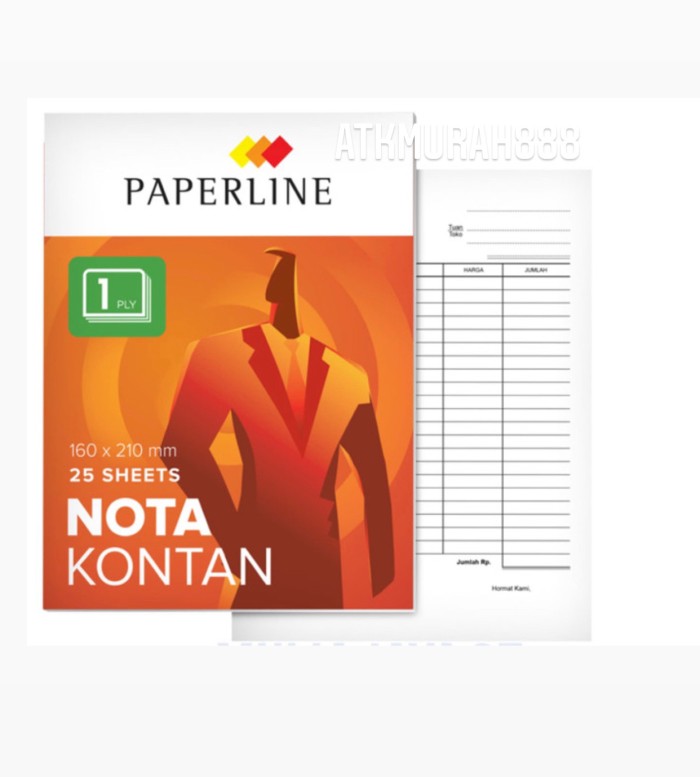 ATKMURAH888
PAPERLINE
1 PLY
160 x 210 mm
25 SHEETS
NOTA
KONTAN
Tuan
Toko
HARGA JUMLAH
Jumlah Rp.
Hormat Kami,